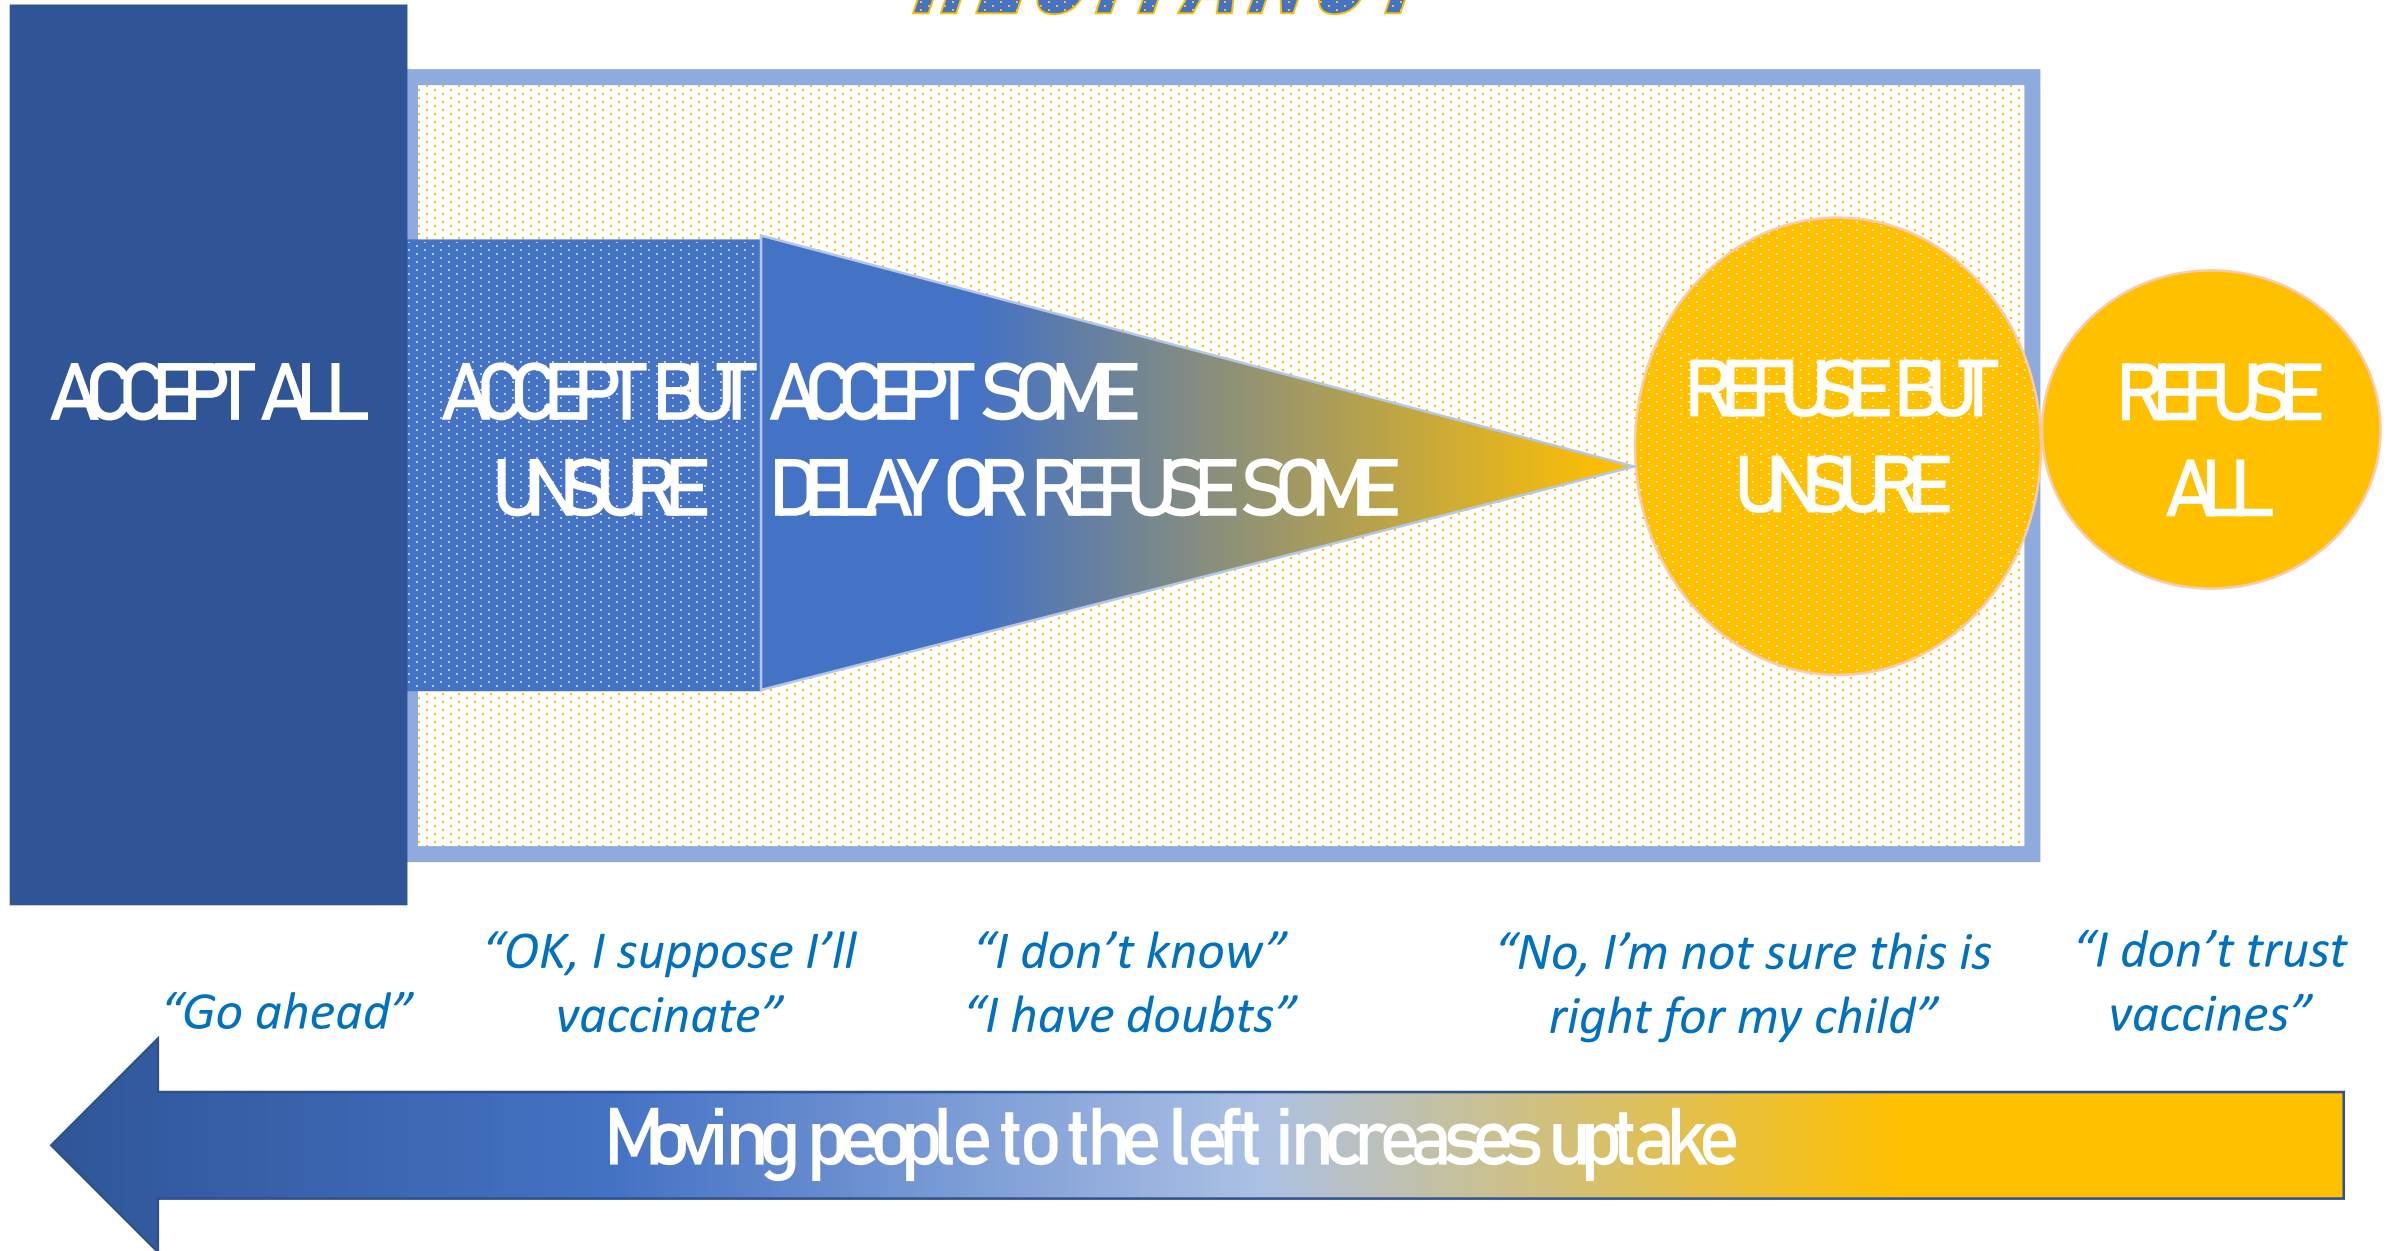 HESITANCY
ACCEPT ALL
ACCEPT BUT
UNSURE
ACCEPT SOME
DELAY OR REFUSE SOME
REFUSE BUT
UNSURE
REFUSE
ALL
“Go ahead”
“OK, I suppose I’ll
vaccinate”
“I don’t know”
“I have doubts”
“No, I’m not sure this is
right for my child”
“I don’t trust
vaccines”
Moving people to the left increases uptake